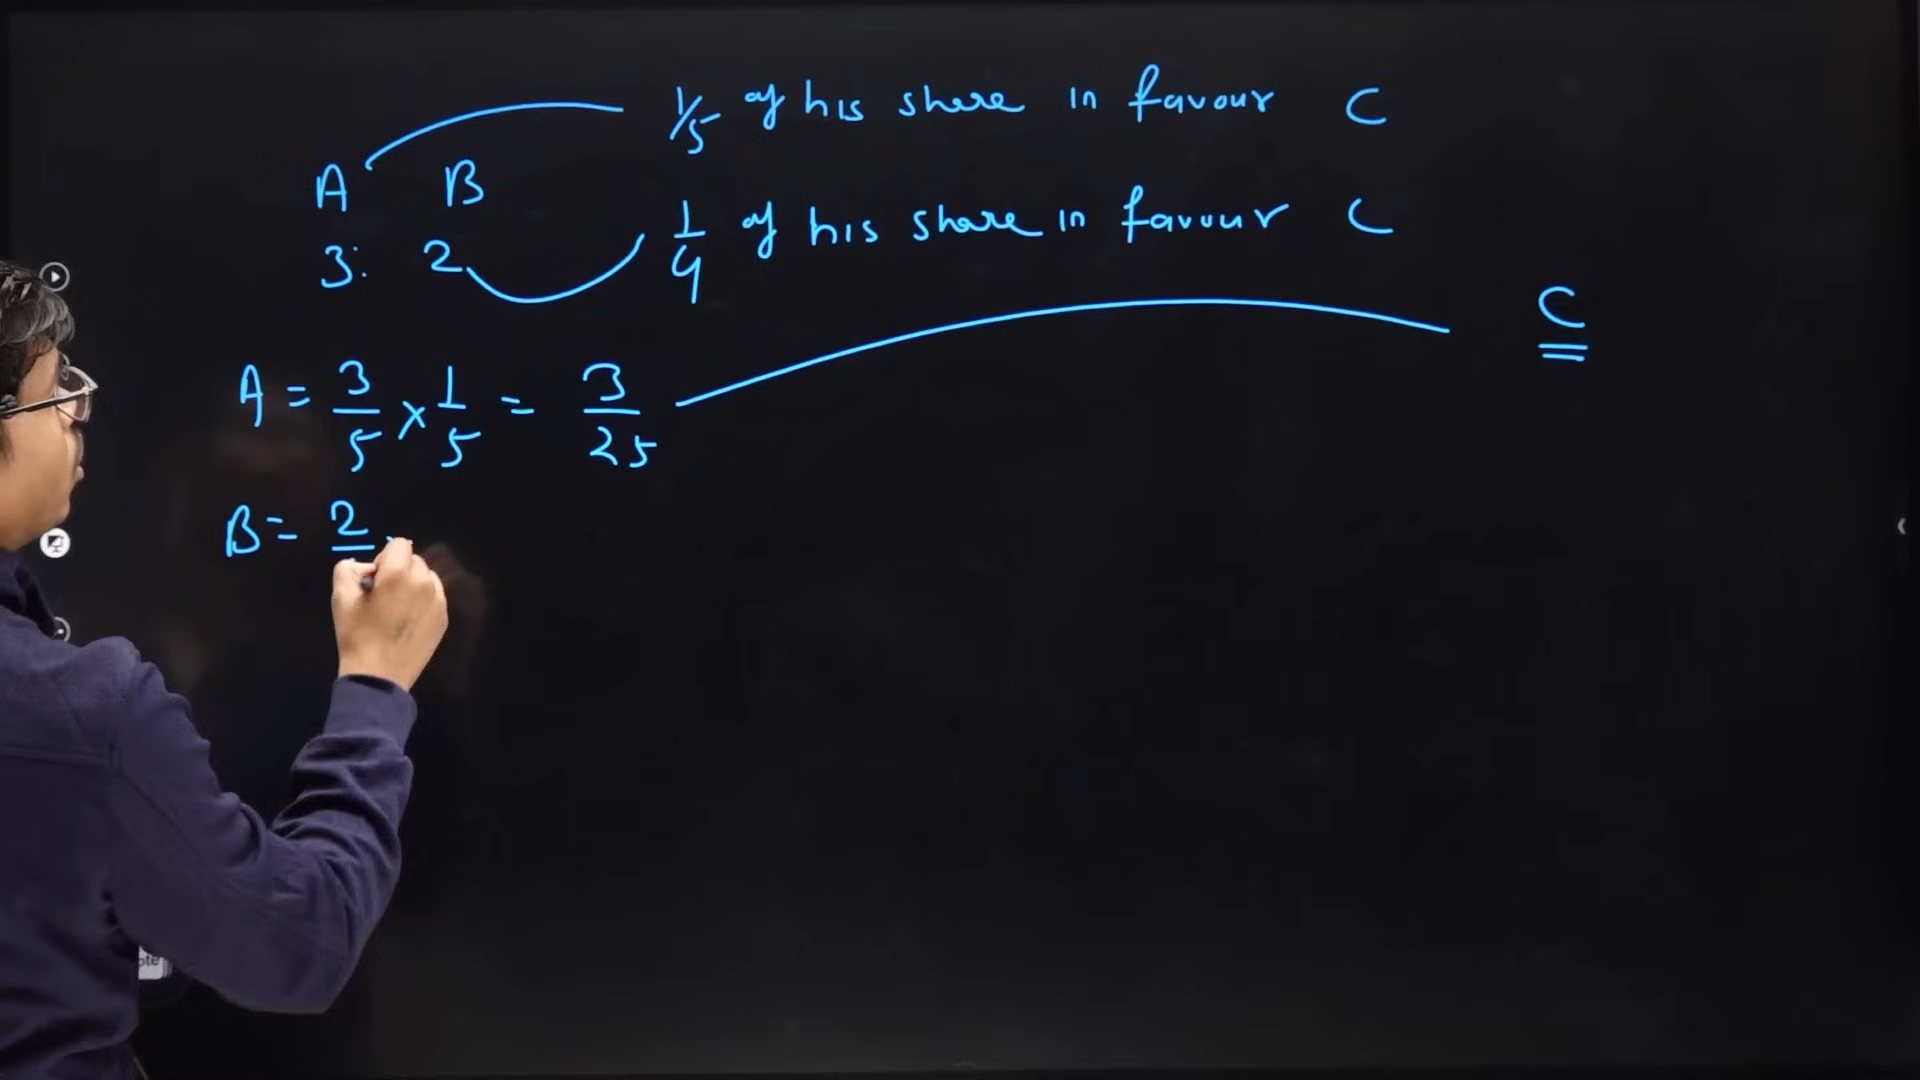 1/5 of his share in favour C
A B
3: 2
1/4 of his share in favour C
C
A = 3/5 × 1/5 = 3/25
B = 2
ote